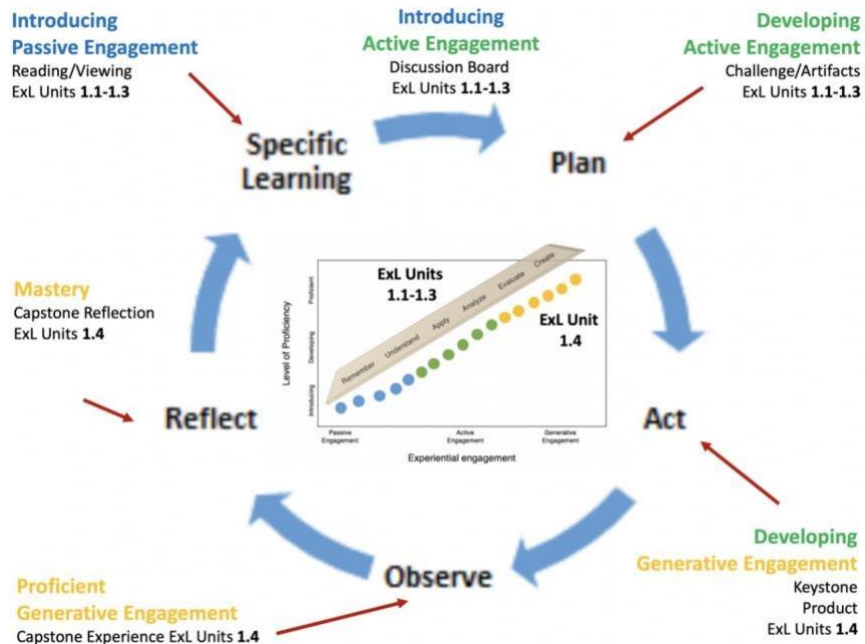 Introducing
Passive Engagement
Reading/Viewing
ExL Units 1.1-1.3
Introducing
Active Engagement
Discussion Board
ExL Units 1.1-1.3
Developing
Active Engagement
Challenge/Artifacts
ExL Units 1.1-1.3
Specific
Learning
Plan
Mastery
Capstone Reflection
ExL Units 1.4
ExL Units
1.1-1.3
Remember
Understand
Apply
Analyze
Evaluate
Create
ExL Unit
1.4
Level of Proficiency
Proficient
Developing
Introducing
Passive
Engagement
Active
Engagement
Generative
Engagement
Experiential engagement
Reflect
Act
Observe
Developing
Generative Engagement
Keystone
Product
ExL Units 1.4
Proficient
Generative Engagement
Capstone Experience ExL Units 1.4